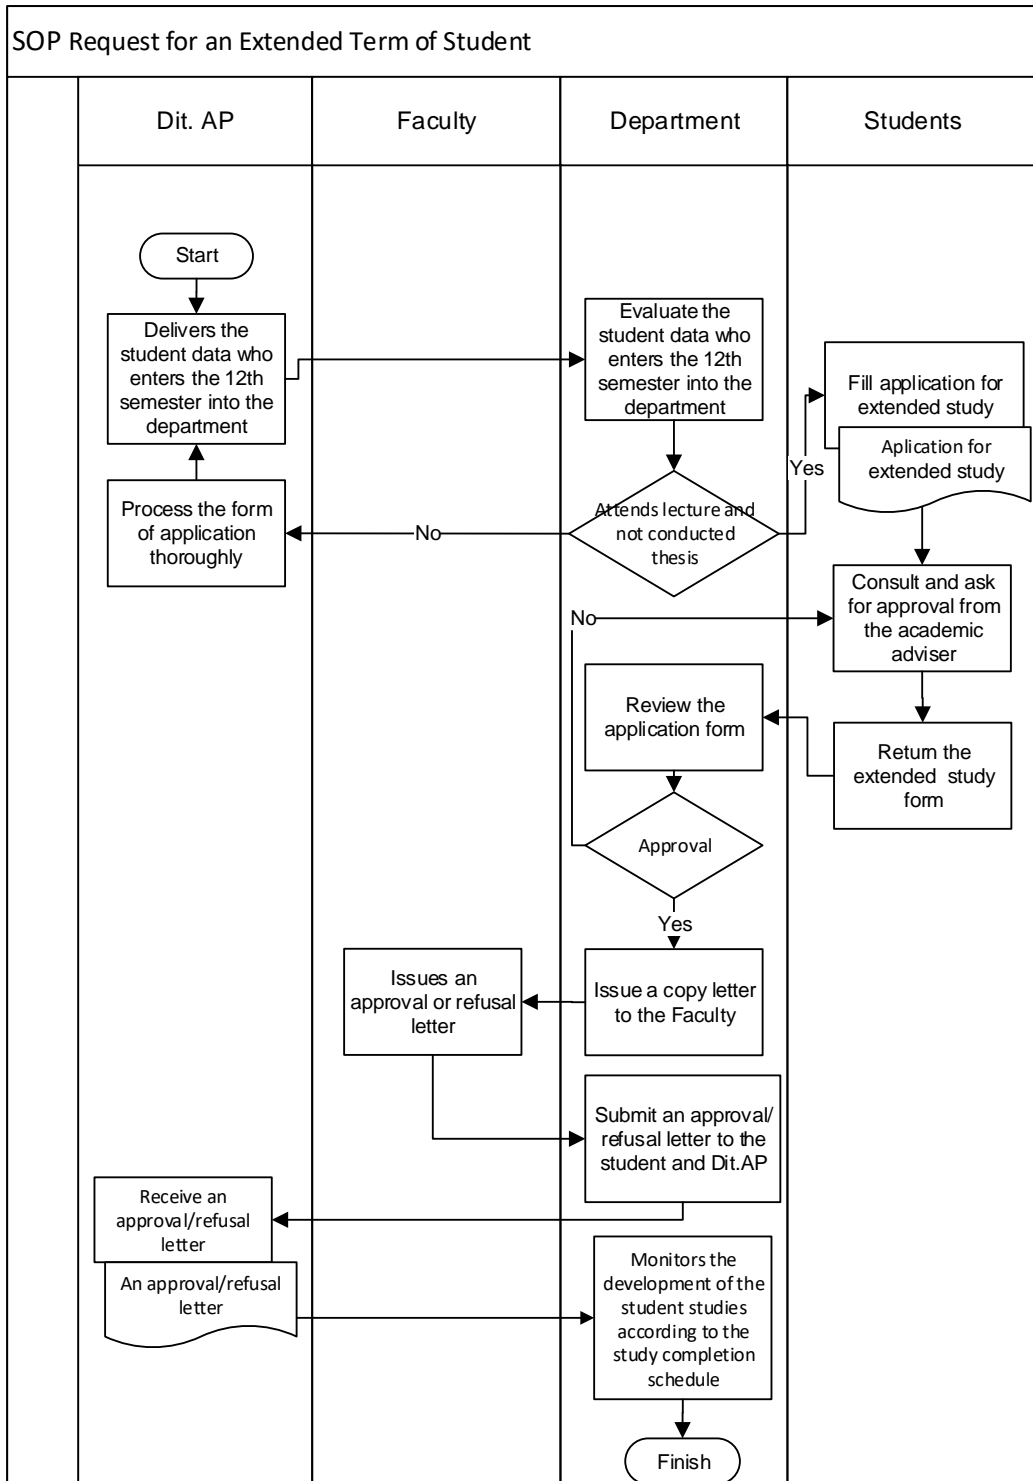 SOP Request for an Extended Term of Student
Dit. AP
Faculty
Department
Students
Start
Delivers the
student data who
enters the 12th
semester into the
department
Evaluate the
student data who
enters the 12th
semester into the
department
Fill application for
extended study
Aplication for
extended study
Yes
Process the form
of application
thoroughly
No
Attends lecture and
not conducted
thesis
Consult and ask
for approval from
the academic
adviser
No
Review the
application form
Return the
extended study
form
Approval
Yes
Issues an
approval or refusal
letter
Issue a copy letter
to the Faculty
Submit an approval/
refusal letter to the
student and Dit.AP
Receive an
approval/refusal
letter
An approval/refusal
letter
Monitors the
development of the
student studies
according to the
study completion
schedule
Finish